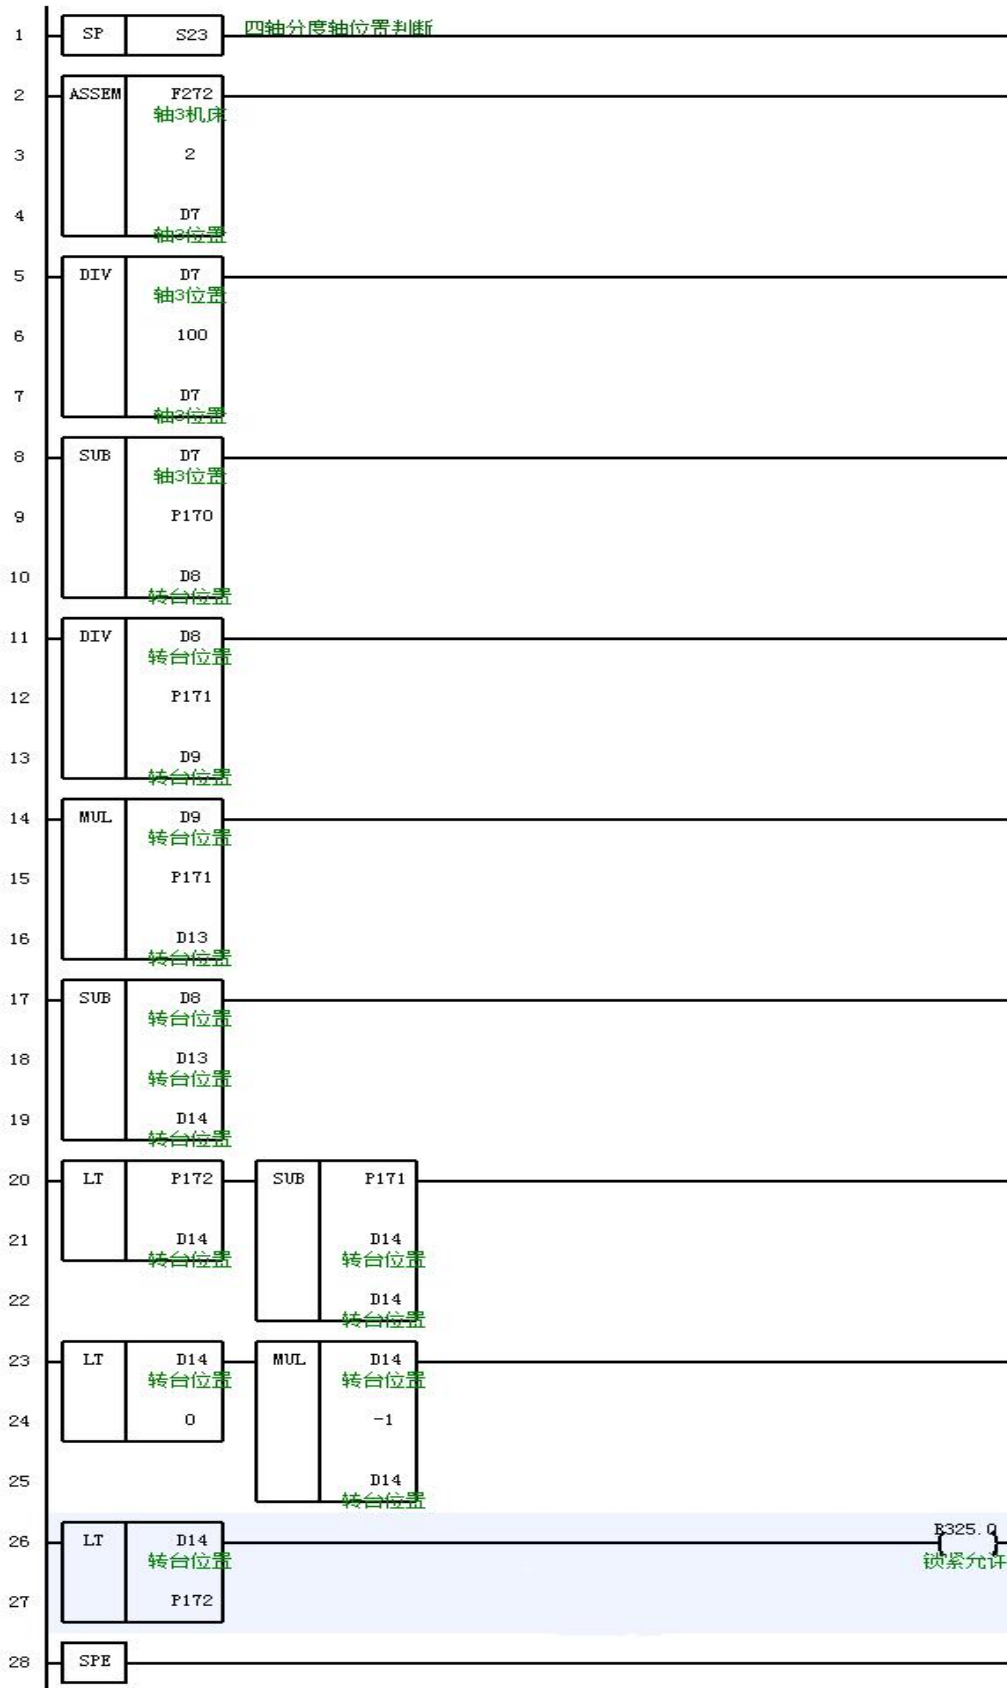 1 SP S23 四轴分度轴位置判断
2 ASSEM F272
轴3机床
3 2
4 D7
轴3位置
5 DIV D7
轴3位置
6 100
7 D7
轴3位置
8 SUB D7
轴3位置
9 P170
10 D8
转台位置
11 DIV D8
转台位置
12 P171
13 D9
转台位置
14 MUL D9
转台位置
15 P171
16 D13
转台位置
17 SUB D8
转台位置
18 D13
转台位置
19 D14
转台位置
20 LT P172 SUB P171
21 D14 D14
转台位置 转台位置
22 D14
转台位置
23 LT D14 MUL D14
转台位置 转台位置
24 0 -1
25 D14
转台位置
26 LT D14 R325.0
转台位置 锁紧允许
27 P172
28 SPE